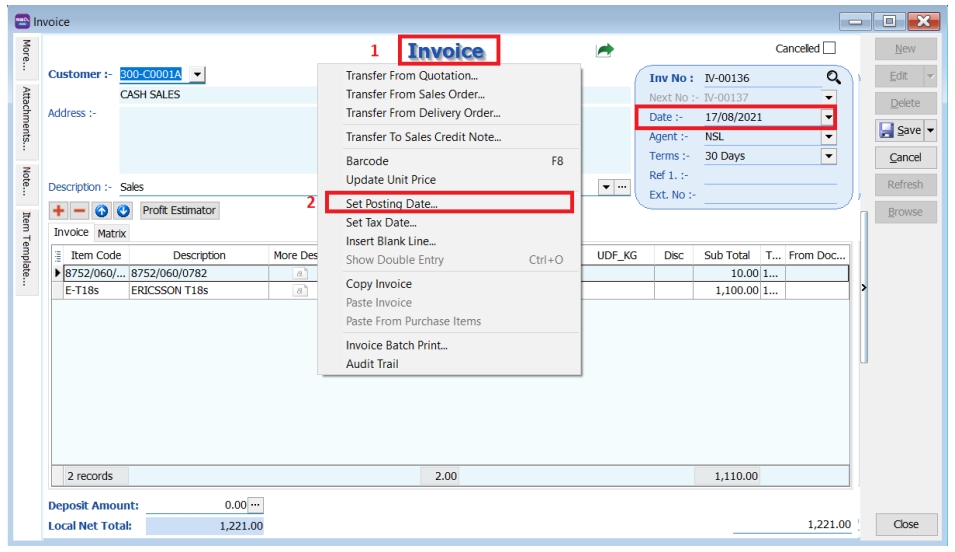 Invoice
More...
Attachments...
Note...
Item Template...
1 Invoice
Cancelled
Customer :- 300-C0001A
CASH SALES
Address :-
Description :- Sales
Profit Estimator
Invoice Matrix
Transfer From Quotation...
Transfer From Sales Order...
Transfer From Delivery Order...
Transfer To Sales Credit Note...
Barcode F8
Update Unit Price
2 Set Posting Date...
Set Tax Date...
Insert Blank Line...
Show Double Entry Ctrl+O
Copy Invoice
Paste Invoice
Paste From Purchase Items
Invoice Batch Print...
Audit Trail
Inv No : IV-00136
Next No :- IV-00137
Date :- 17/08/2021
Agent :- NSL
Terms :- 30 Days
Ref 1. :-
Ext. No :-
New
Edit
Delete
Save
Cancel
Refresh
Browse
Item Code Description More Des UDF_KG Disc Sub Total T... From Doc...
8752/060/... 8752/060/0782 10.00 1...
E-T18s ERICSSON T18s 1,100.00 1...
2 records 2.00 1,110.00
Deposit Amount: 0.00 ...
Local Net Total: 1,221.00 1,221.00
Close